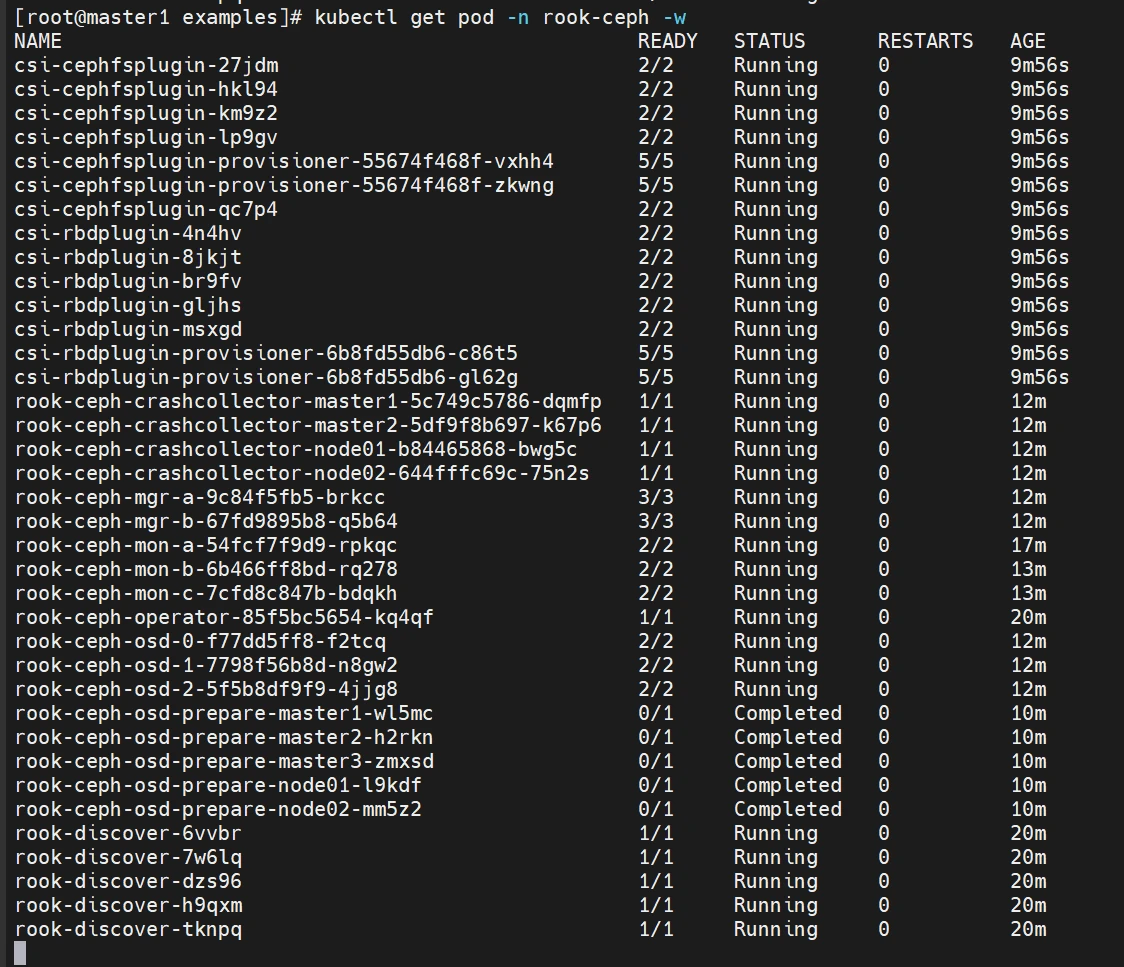 [root@master1 examples]# kubectl get pod -n rook-ceph -w
NAME READY STATUS RESTARTS AGE
csi-cephfsplugin-27jdm 2/2 Running 0 9m56s
csi-cephfsplugin-hkl94 2/2 Running 0 9m56s
csi-cephfsplugin-km9z2 2/2 Running 0 9m56s
csi-cephfsplugin-lp9gv 2/2 Running 0 9m56s
csi-cephfsplugin-provisioner-55674f468f-vxhh4 5/5 Running 0 9m56s
csi-cephfsplugin-provisioner-55674f468f-zkwng 5/5 Running 0 9m56s
csi-cephfsplugin-qc7p4 2/2 Running 0 9m56s
csi-rbdplugin-4n4hv 2/2 Running 0 9m56s
csi-rbdplugin-8jkjt 2/2 Running 0 9m56s
csi-rbdplugin-br9fv 2/2 Running 0 9m56s
csi-rbdplugin-gljhs 2/2 Running 0 9m56s
csi-rbdplugin-msxgd 2/2 Running 0 9m56s
csi-rbdplugin-provisioner-6b8fd55db6-c86t5 5/5 Running 0 9m56s
csi-rbdplugin-provisioner-6b8fd55db6-gl62g 5/5 Running 0 9m56s
rook-ceph-crashcollector-master1-5c749c5786-dqmfp 1/1 Running 0 12m
rook-ceph-crashcollector-master2-5df9f8b697-k67p6 1/1 Running 0 12m
rook-ceph-crashcollector-node01-b84465868-bwg5c 1/1 Running 0 12m
rook-ceph-crashcollector-node02-644fffc69c-75n2s 1/1 Running 0 12m
rook-ceph-mgr-a-9c84f5fb5-brkcc 3/3 Running 0 12m
rook-ceph-mgr-b-67fd9895b8-q5b64 3/3 Running 0 12m
rook-ceph-mon-a-54fcf7f9d9-rpkqc 2/2 Running 0 17m
rook-ceph-mon-b-6b466ff8bd-rq278 2/2 Running 0 13m
rook-ceph-mon-c-7cfd8c847b-bdqkh 2/2 Running 0 13m
rook-ceph-operator-85f5bc5654-kq4qf 1/1 Running 0 20m
rook-ceph-osd-0-f77dd5ff8-f2tcq 2/2 Running 0 12m
rook-ceph-osd-1-7798f56b8d-n8gw2 2/2 Running 0 12m
rook-ceph-osd-2-5f5b8df9f9-4jjg8 2/2 Running 0 12m
rook-ceph-osd-prepare-master1-wl5mc 0/1 Completed 0 10m
rook-ceph-osd-prepare-master2-h2rkn 0/1 Completed 0 10m
rook-ceph-osd-prepare-master3-zmxsd 0/1 Completed 0 10m
rook-ceph-osd-prepare-node01-l9kdf 0/1 Completed 0 10m
rook-ceph-osd-prepare-node02-mm5z2 0/1 Completed 0 10m
rook-discover-6vvbr 1/1 Running 0 20m
rook-discover-7w6lq 1/1 Running 0 20m
rook-discover-dzs96 1/1 Running 0 20m
rook-discover-h9qxm 1/1 Running 0 20m
rook-discover-tknpq 1/1 Running 0 20m